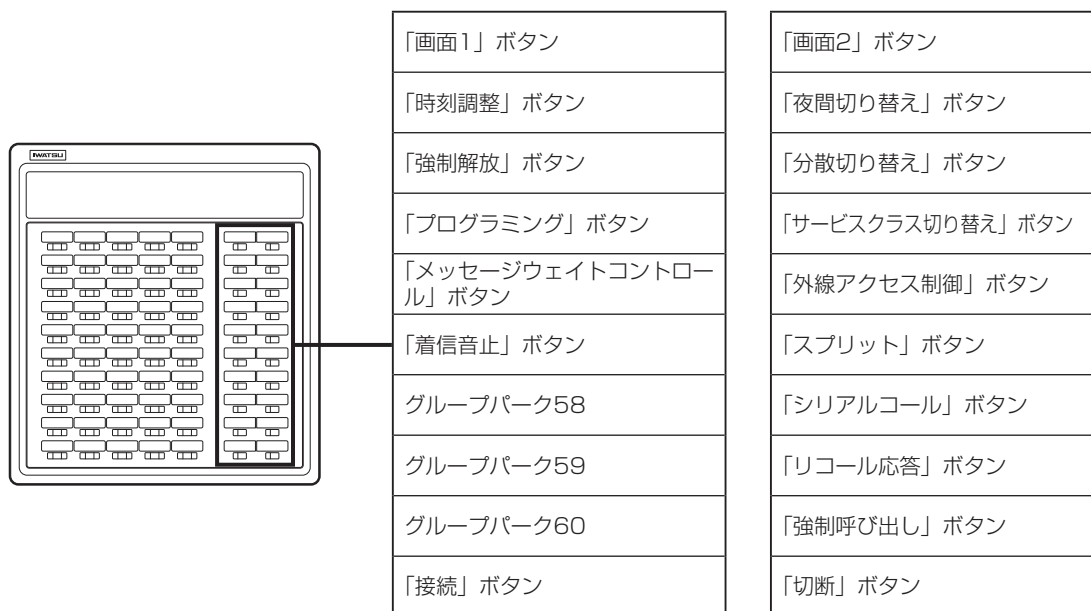 IWATSU
「画面1」ボタン
「時刻調整」ボタン
「強制解放」ボタン
「プログラミング」ボタン
「メッセージウェイトコントロー
ル」ボタン
「着信音止」ボタン
グループパーク58
グループパーク59
グループパーク60
「接続」ボタン
「画面2」ボタン
「夜間切り替え」ボタン
「分散切り替え」ボタン
「サービスクラス切り替え」ボタン
「外線アクセス制御」ボタン
「スプリット」ボタン
「シリアルコール」ボタン
「リコール応答」ボタン
「強制呼び出し」ボタン
「切断」ボタン